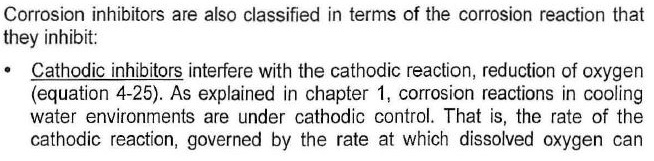 Corrosion inhibitors are also classified in terms of the corrosion reaction that
they inhibit:
• Cathodic inhibitors interfere with the cathodic reaction, reduction of oxygen
(equation 4-25). As explained in chapter 1, corrosion reactions in cooling
water environments are under cathodic control. That is, the rate of the
cathodic reaction, governed by the rate at which dissolved oxygen can